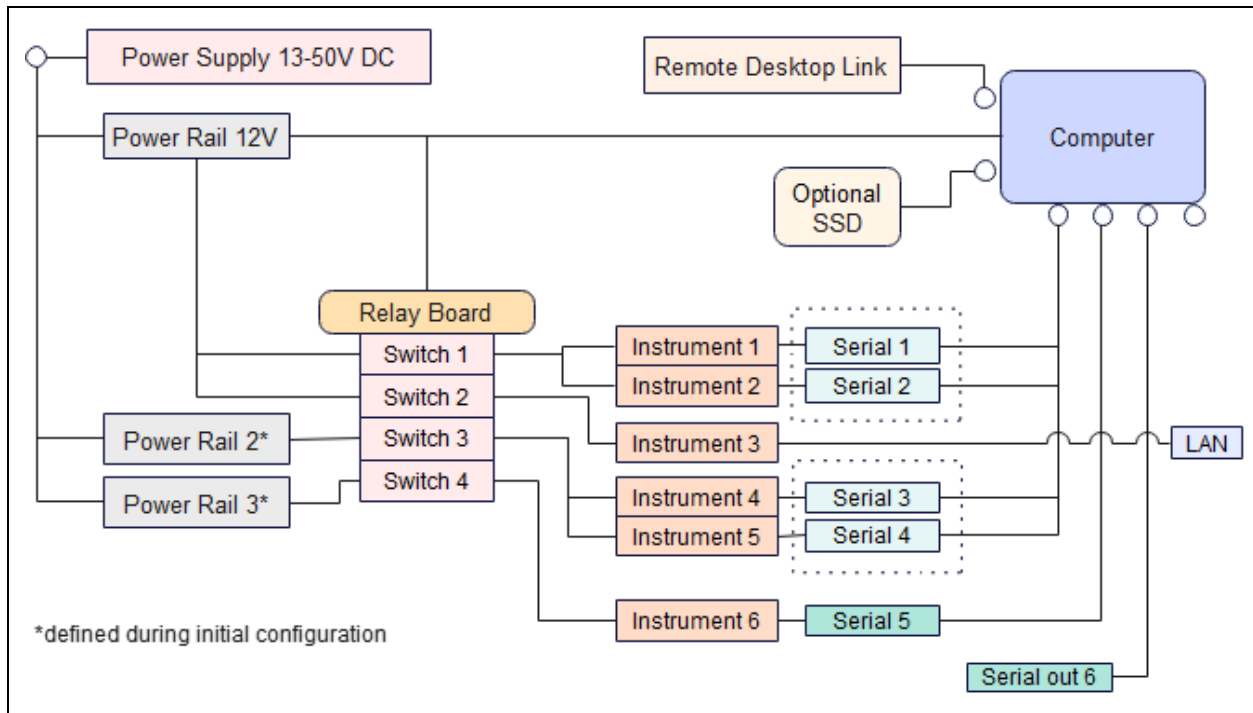 Power Supply 13-50V DC
Remote Desktop Link
Power Rail 12V
Computer
Optional
SSD
Relay Board
Switch 1
Instrument 1
Serial 1
Instrument 2
Serial 2
Switch 2
Power Rail 2*
Switch 3
Instrument 3
LAN
Switch 4
Power Rail 3*
Instrument 4
Serial 3
Instrument 5
Serial 4
Instrument 6
Serial 5
*defined during initial configuration
Serial out 6